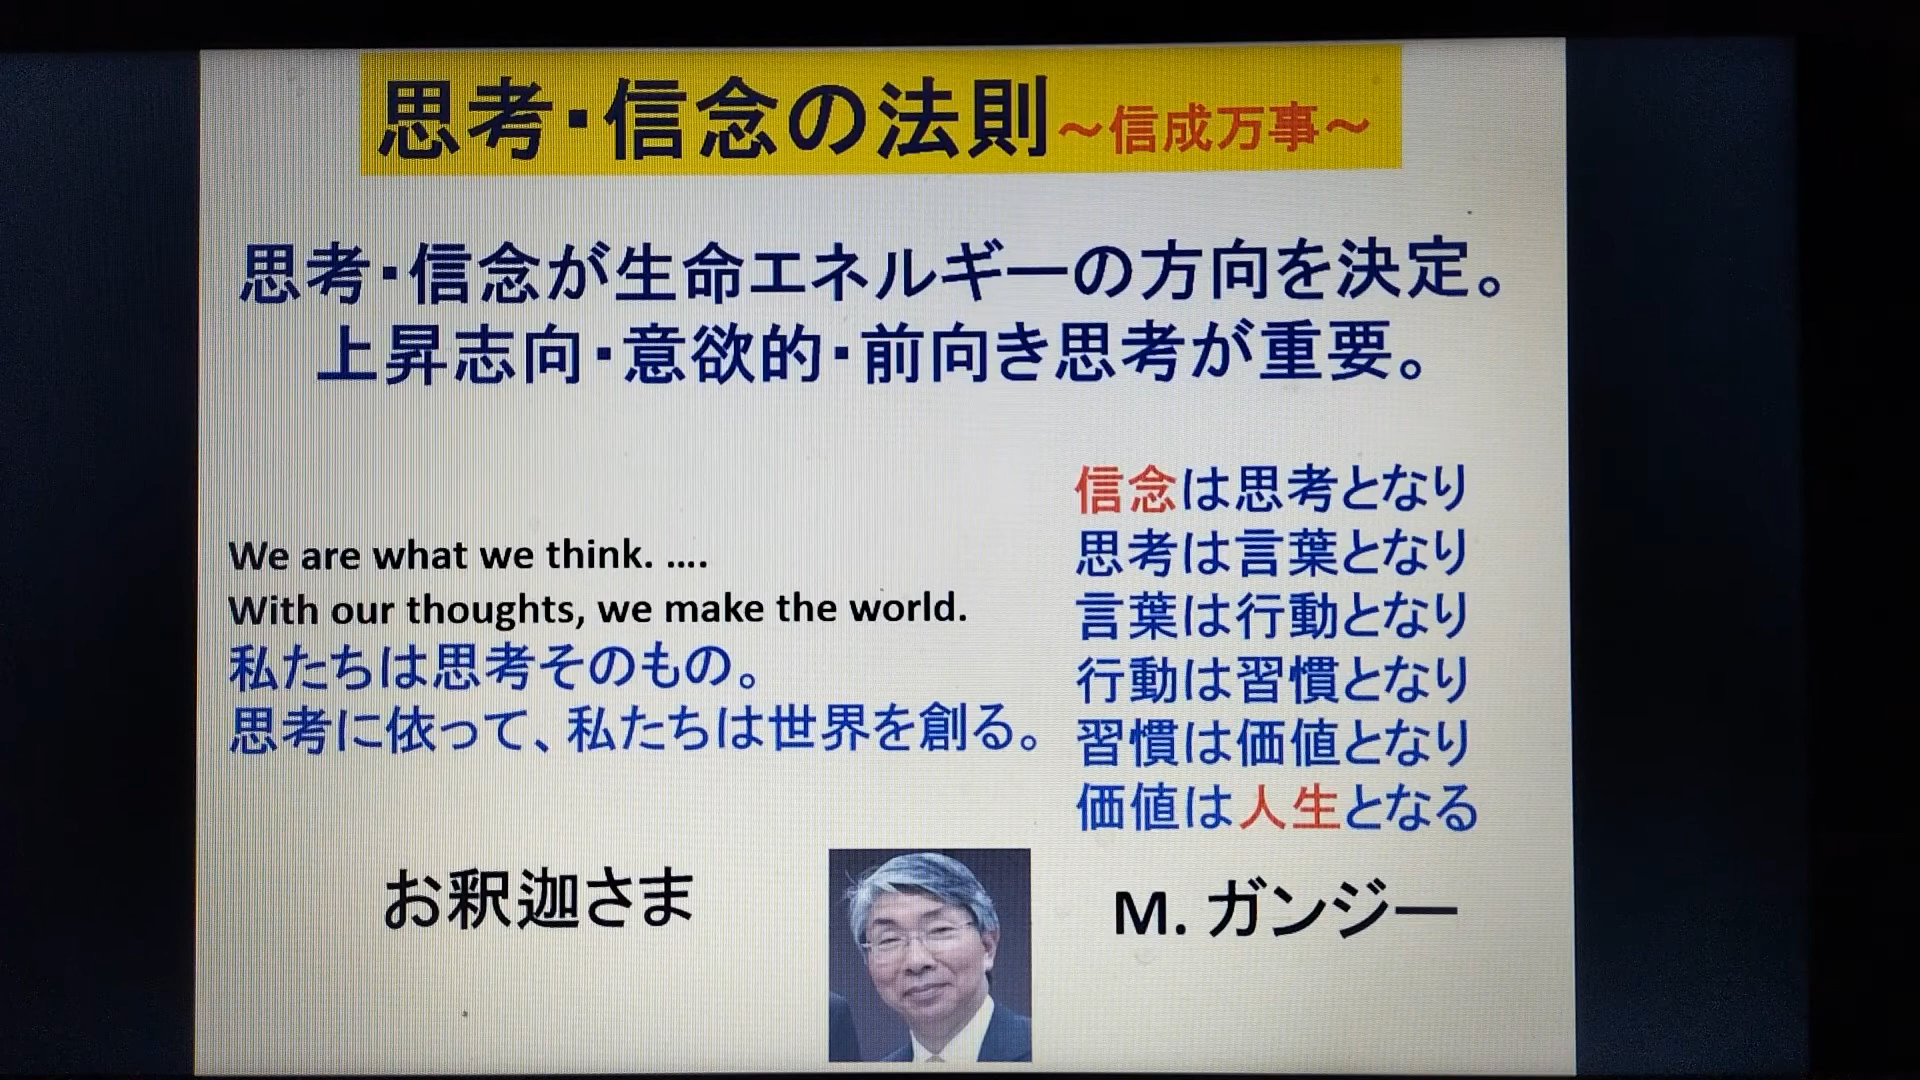 思考・信念の法則～信成万事～
思考・信念が生命エネルギーの方向を決定。
上昇志向・意欲的・前向き思考が重要。
We are what we think. ....
With our thoughts, we make the world.
私たちは思考そのもの。
思考に依って、私たちは世界を創る。
お釈迦さま
信念は思考となり
思考は言葉となり
言葉は行動となり
行動は習慣となり
習慣は価値となり
価値は人生となる
M. ガンジー